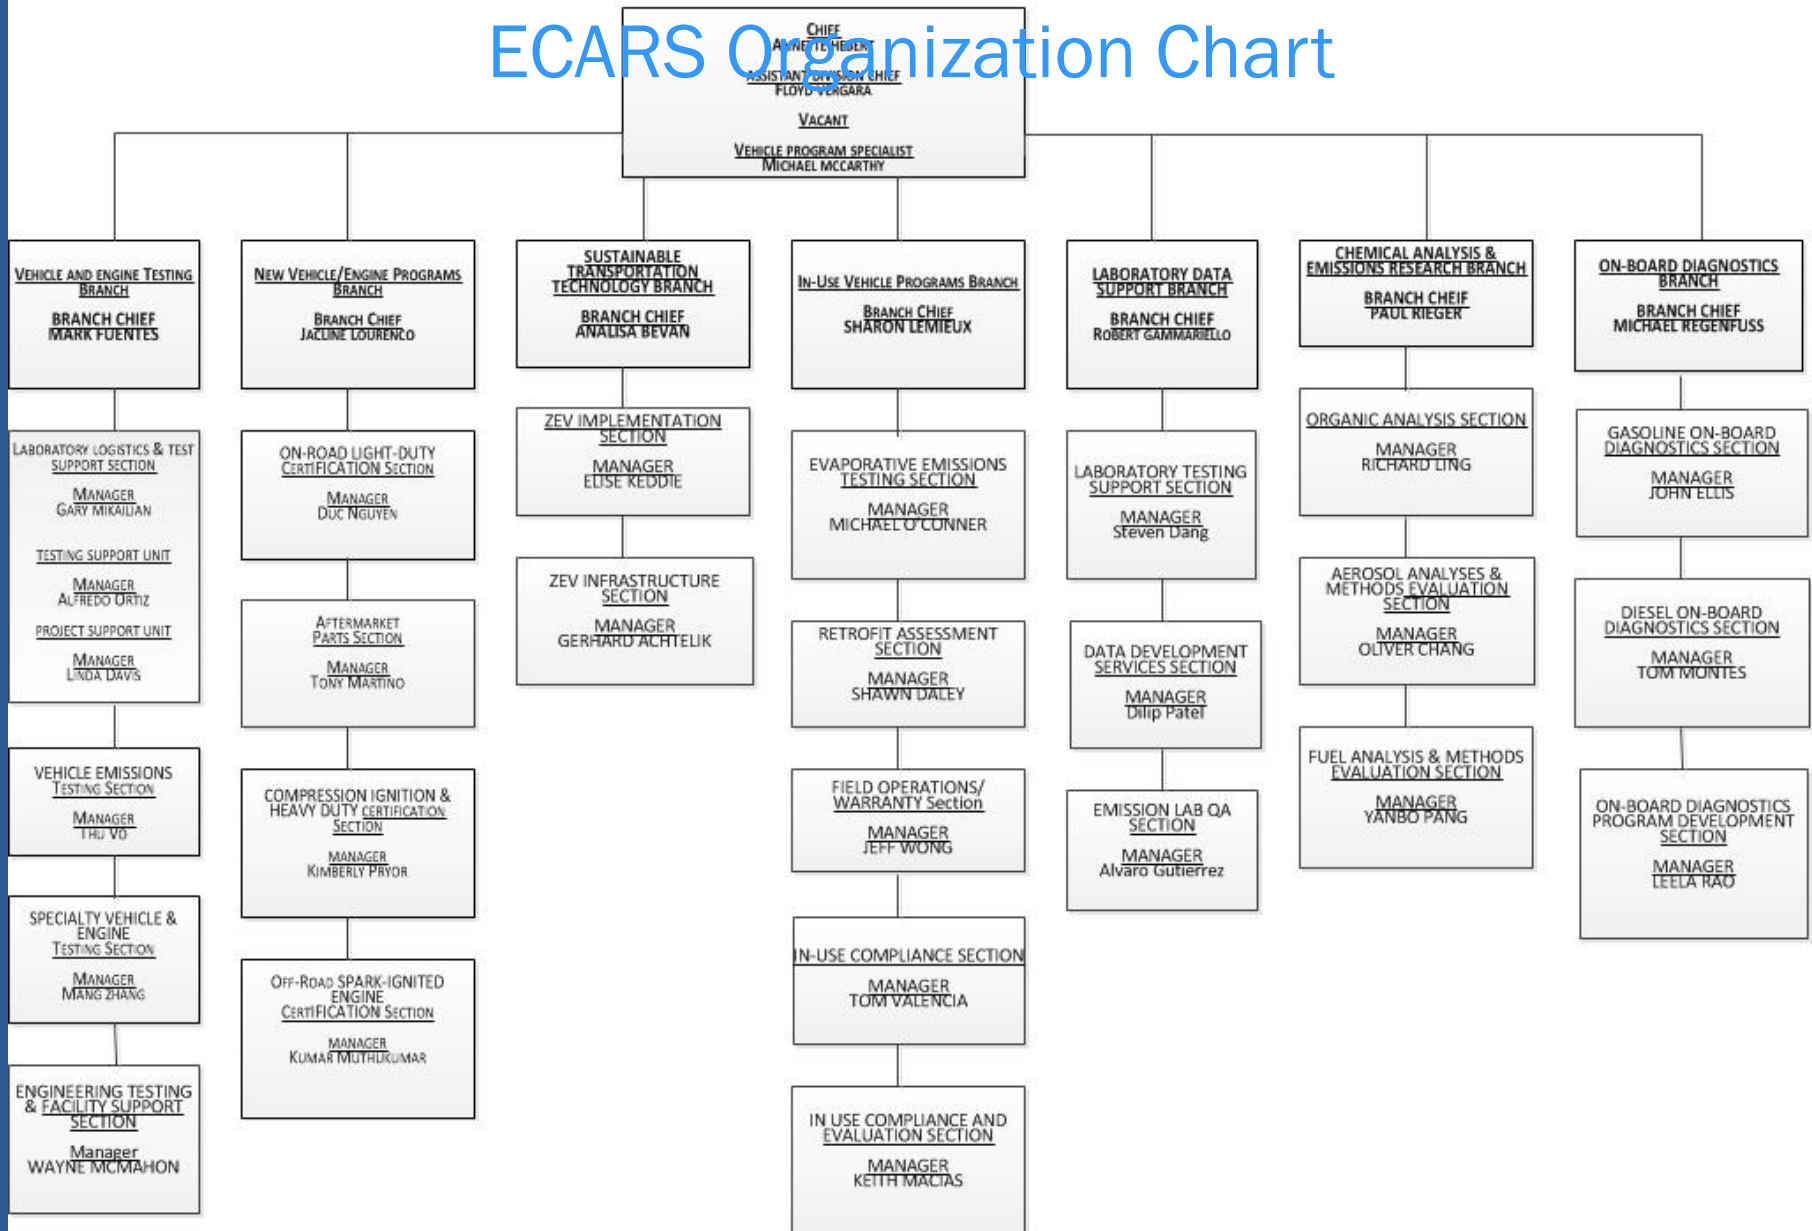 ECARS Organization Chart
CHIEF
ANNETTE HEBERT
ASSISTANT DIVISION CHIEF
FLOYD VERGARA
VACANT
VEHICLE PROGRAM SPECIALIST
MICHAEL MCCARTHY
VEHICLE AND ENGINE TESTING
BRANCH
BRANCH CHIEF
MARK FUENTES
LABORATORY LOGISTICS & TEST
SUPPORT SECTION
MANAGER
GARY MIKAILIAN
TESTING SUPPORT UNIT
MANAGER
ALFREDO ORTIZ
PROJECT SUPPORT UNIT
MANAGER
LINDA DAVIS
VEHICLE EMISSIONS
TESTING SECTION
MANAGER
THU VO
SPECIALTY VEHICLE &
ENGINE
TESTING SECTION
MANAGER
MANG ZHANG
ENGINEERING TESTING
& FACILITY SUPPORT
SECTION
Manager
WAYNE MCMAHON
NEW VEHICLE/ENGINE PROGRAMS
BRANCH
BRANCH CHIEF
JACLINE LOURENCO
ON-ROAD LIGHT-DUTY
CERTIFICATION SECTION
MANAGER
DUC NGUYEN
AFTERMARKET
PARTS SECTION
MANAGER
TONY MARTINO
COMPRESSION IGNITION &
HEAVY DUTY CERTIFICATION
SECTION
MANAGER
KIMBERLY PRYOR
OFF-ROAD SPARK-IGNITED
ENGINE
CERTIFICATION SECTION
MANAGER
KUMAR MUTHUKUMAR
SUSTAINABLE
TRANSPORTATION
TECHNOLOGY BRANCH
BRANCH CHIEF
ANALISA BEVAN
ZEV IMPLEMENTATION
SECTION
MANAGER
ELISE KEDDIE
ZEV INFRASTRUCTURE
SECTION
MANAGER
GERHARD ACHTELIK
IN-USE VEHICLE PROGRAMS BRANCH
BRANCH CHIEF
SHARON LEMIEUX
EVAPORATIVE EMISSIONS
TESTING SECTION
MANAGER
MICHAEL O'CONNER
RETROFIT ASSESSMENT
SECTION
MANAGER
SHAWN DALEY
FIELD OPERATIONS/
WARRANTY Section
MANAGER
JEFF WONG
IN-USE COMPLIANCE SECTION
MANAGER
TOM VALENCIA
IN USE COMPLIANCE AND
EVALUATION SECTION
MANAGER
KEITH MACIAS
LABORATORY DATA
SUPPORT BRANCH
BRANCH CHIEF
ROBERT GAMMARIELLO
LABORATORY TESTING
SUPPORT SECTION
MANAGER
Steven Dang
DATA DEVELOPMENT
SERVICES SECTION
MANAGER
Dilip Patel
EMISSION LAB QA
SECTION
MANAGER
Alvaro Gutierrez
CHEMICAL ANALYSIS &
EMISSIONS RESEARCH BRANCH
BRANCH CHEIF
PAUL RIEGER
ORGANIC ANALYSIS SECTION
MANAGER
RICHARD LING
AEROSOL ANALYSES &
METHODS EVALUATION
SECTION
MANAGER
OLIVER CHANG
FUEL ANALYSIS & METHODS
EVALUATION SECTION
MANAGER
YANBO PANG
ON-BOARD DIAGNOSTICS
BRANCH
BRANCH CHIEF
MICHAEL REGENFUSS
GASOLINE ON-BOARD
DIAGNOSTICS SECTION
MANAGER
JOHN ELLIS
DIESEL ON-BOARD
DIAGNOSTICS SECTION
MANAGER
TOM MONTES
ON-BOARD DIAGNOSTICS
PROGRAM DEVELOPMENT
SECTION
MANAGER
LEELA RAO